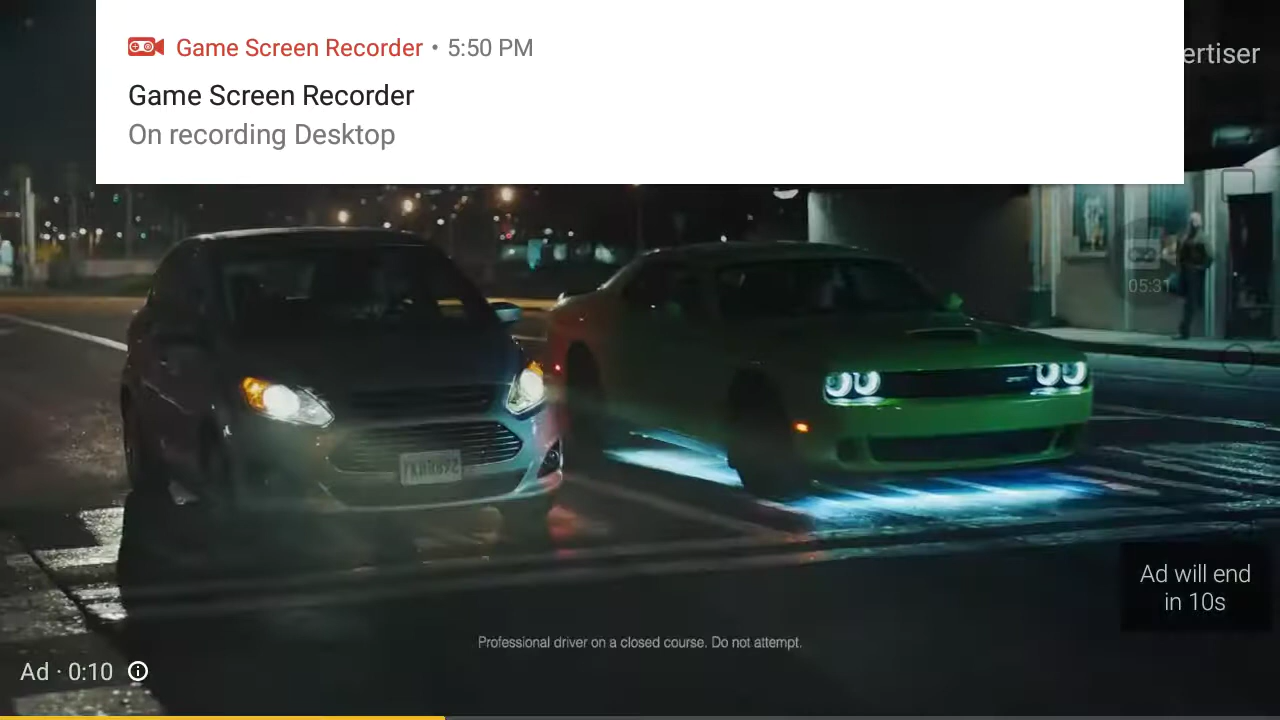 Game Screen Recorder • 5:50 PM
ertiser
Game Screen Recorder
On recording Desktop
05:31
Ad will end
in 10s
Professional driver on a closed course. Do not attempt.
Ad · 0:10